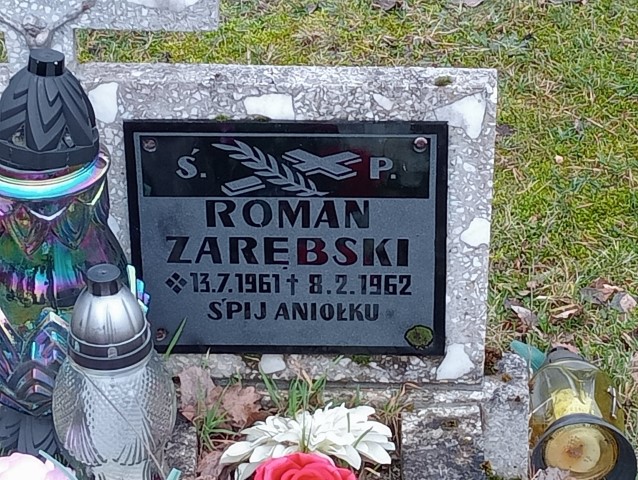 Ś. P.
ROMAN
ZARĘBSKI
❖ 13.7.1961 † 8.2.1962
ŚPIJ ANIOŁKU